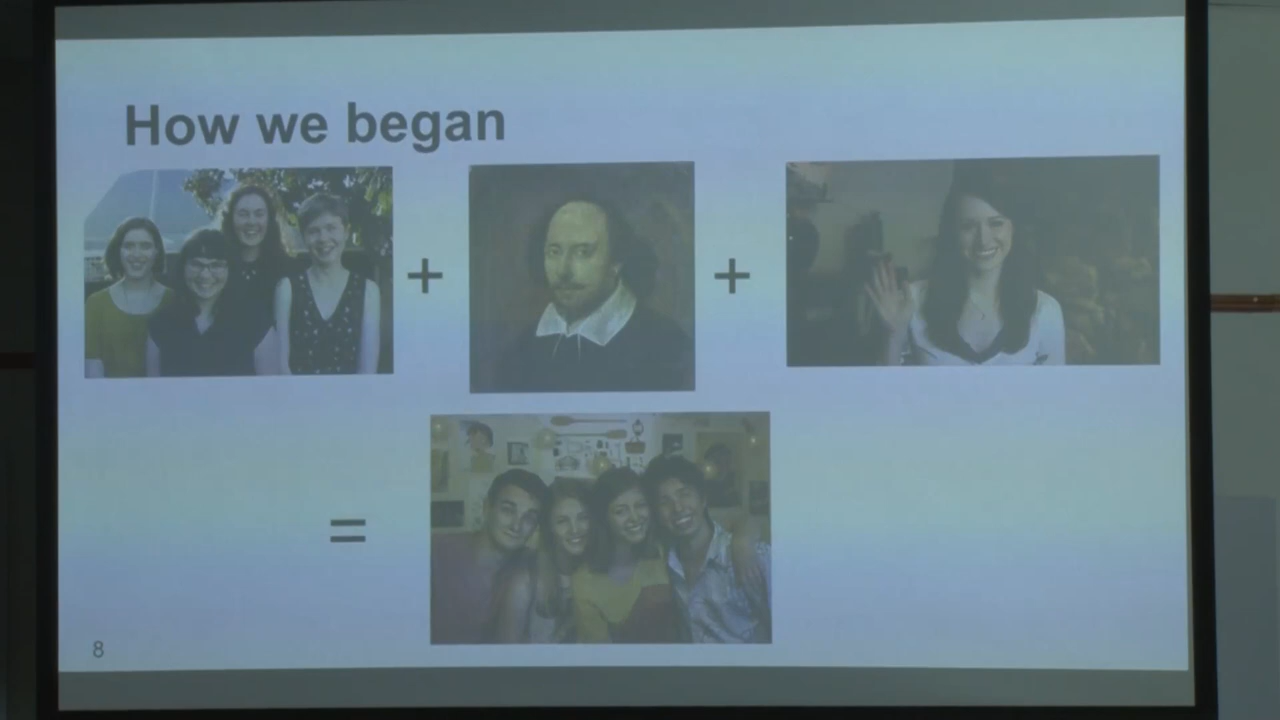 How we began
+
+
=
8